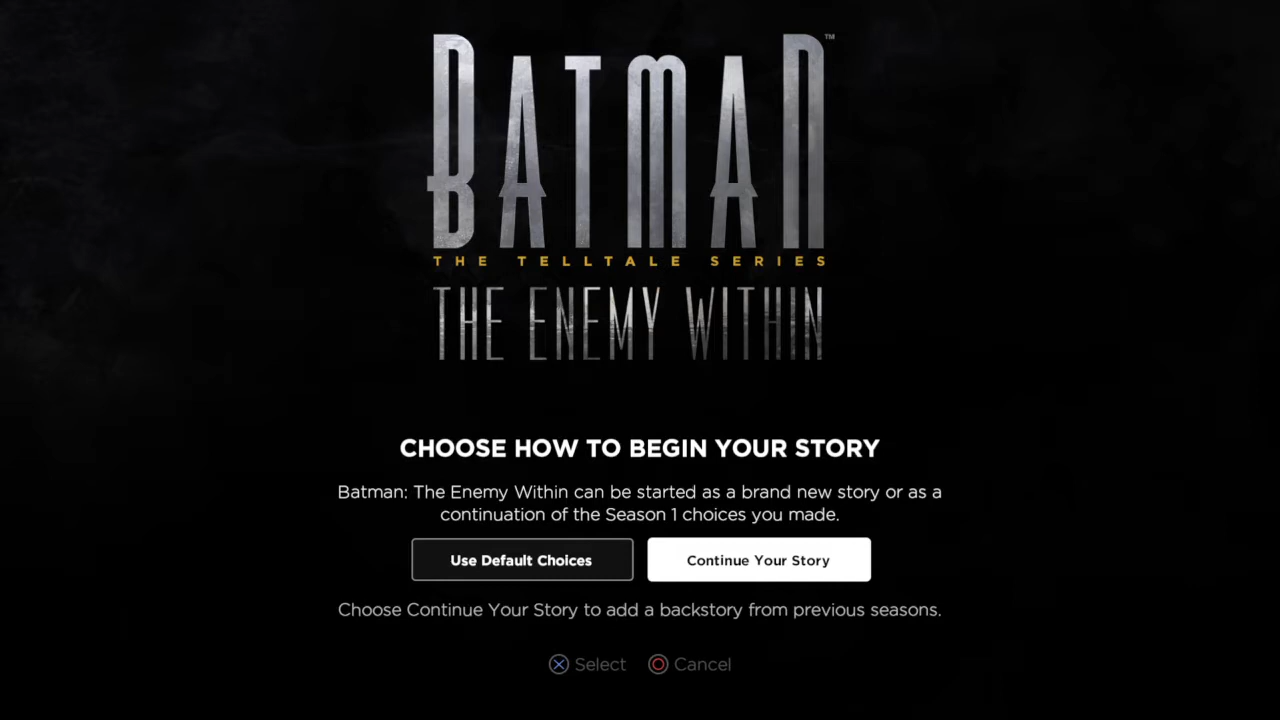 BATMAN™
THE TELLTALE SERIES
THE ENEMY WITHIN
CHOOSE HOW TO BEGIN YOUR STORY
Batman: The Enemy Within can be started as a brand new story or as a
continuation of the Season 1 choices you made.
Use Default Choices
Continue Your Story
Choose Continue Your Story to add a backstory from previous seasons.
Select
Cancel